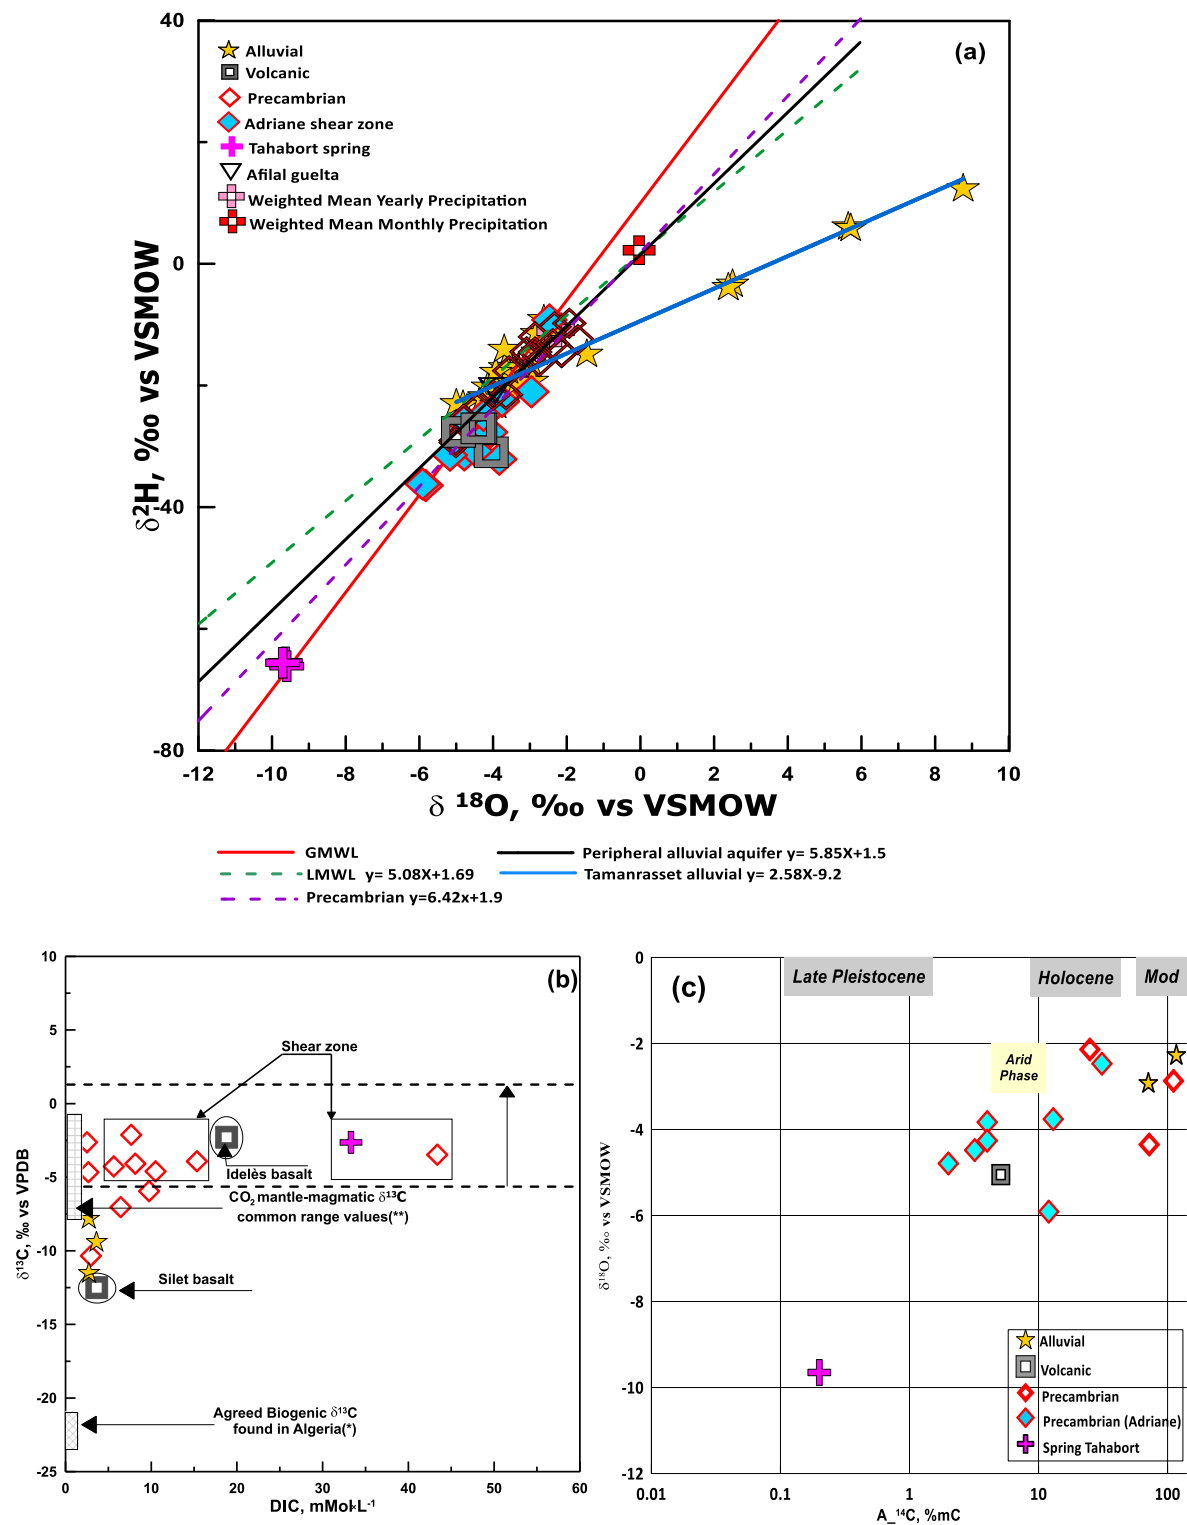 40
0
-40
-80
δ²H, ‰ vs VSMOW
(a)
Alluvial
Volcanic
Precambrian
Adriane shear zone
Tahabort spring
Afilal guelta
Weighted Mean Yearly Precipitation
Weighted Mean Monthly Precipitation
-12 -10 -8 -6 -4 -2 0 2 4 6 8 10
δ ¹⁸O, ‰ vs VSMOW
GMWL
Peripheral alluvial aquifer y= 5.85X+1.5
LMWL y= 5.08X+1.69
Tamanrasset alluvial y= 2.58X-9.2
Precambrian y=6.42x+1.9
10
5
0
-5
-10
-15
-20
-25
δ¹³C, ‰ vs VPDB
(b)
Shear zone
Idelès basalt
CO₂ mantle-magmatic δ¹³C
common range values(**)
Silet basalt
Agreed Biogenic δ¹³C
found in Algeria(*)
0 10 20 30 40 50 60
DIC, mMol×L⁻¹
0
-2
-4
-6
-8
-10
-12
δ¹⁸O, ‰ vs VSMOW
(c)
Late Pleistocene
Holocene
Mod
Arid
Phase
Alluvial
Volcanic
Precambrian
Precambrian (Adriane)
Spring Tahabort
0.01 0.1 1 10 100
A_¹⁴C, %mC